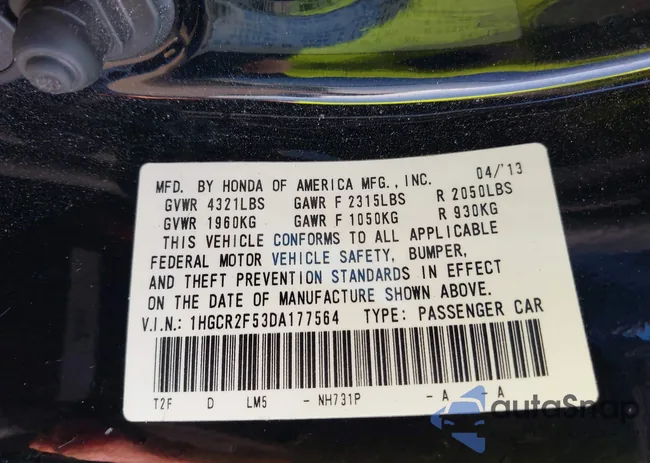 MFD. BY HONDA OF AMERICA MFG., INC. 04/'13
GVWR 4321LBS GAWR F 2315LBS R 2050LBS
GVWR 1960KG GAWR F 1050KG R 930KG
THIS VEHICLE CONFORMS TO ALL APPLICABLE
FEDERAL MOTOR VEHICLE SAFETY, BUMPER,
AND THEFT PREVENTION STANDARDS IN EFFECT
ON THE DATE OF MANUFACTURE SHOWN ABOVE.
V.I.N.: 1HGCR2F53DA177564 TYPE: PASSENGER CAR
T2F D LM5 - NH731P -A -A
autoSnap